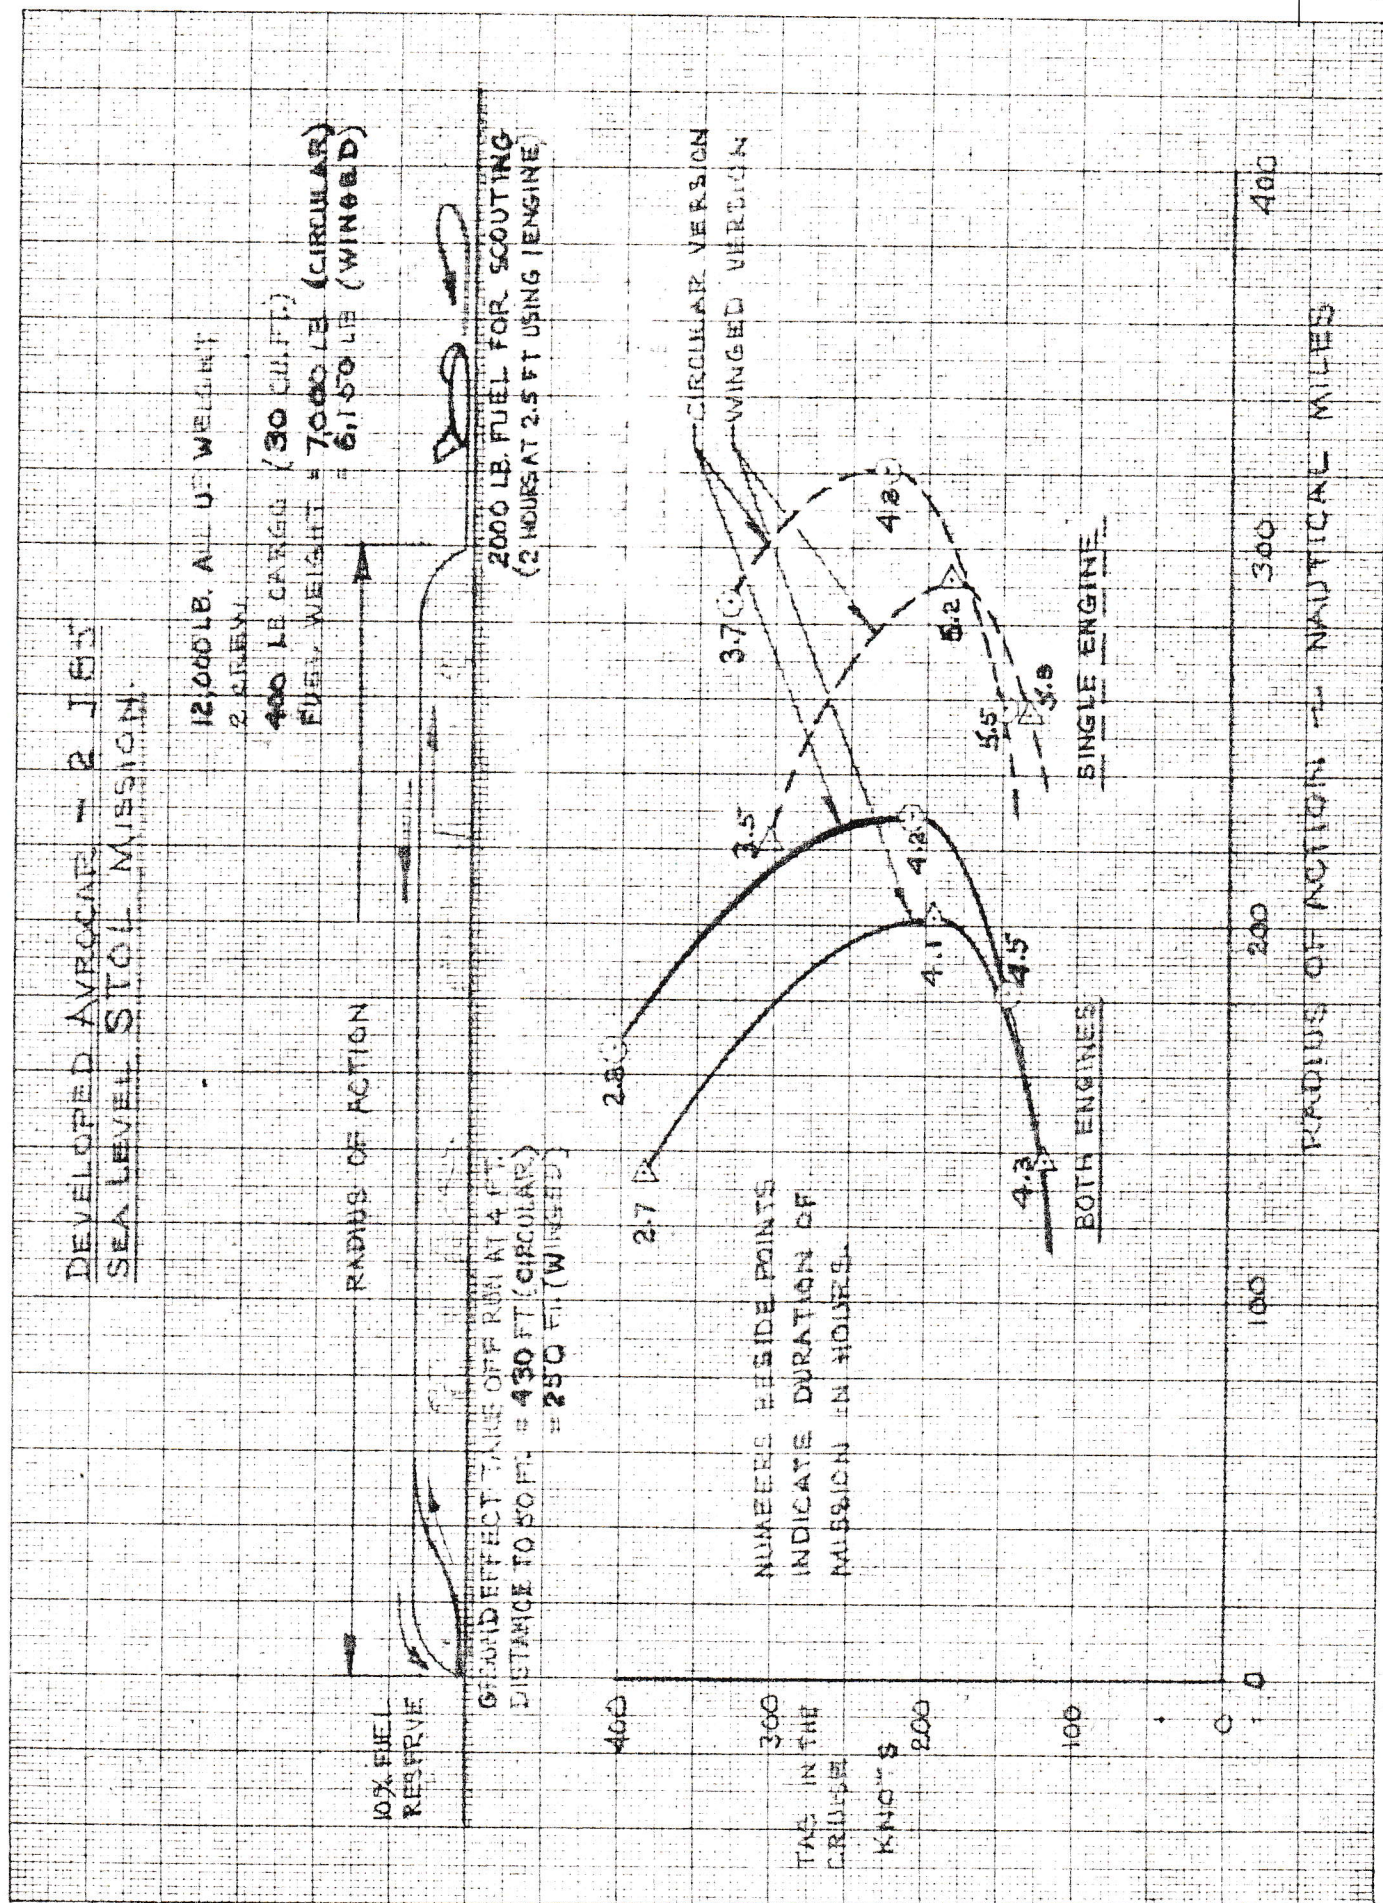 DEVELOPED AVROCAR - 2 J85
SEA LEVEL STOL MISSION.
12,000 LB. ALL UP WEIGHT
2 CREW
400 LB CARGO (30 CU.FT.)
FUEL WEIGHT = 7,000 LB (CIRCULAR)
= 6,150 LB (WINGED)
RADIUS OF ACTION
10% FUEL
RESERVE
GROUND EFFECT TAKE OFF RUN AT 4 FT.
DISTANCE TO 50 FT. = 430 FT (CIRCULAR)
= 250 FT (WINGED)
2000 LB. FUEL FOR SCOUTING
(2 HOURS AT 2.5 FT USING 1 ENGINE)
CIRCULAR VERSION
WINGED VERSION
2.8
2.7
3.7
3.5
4.2
4.1
4.8
5.2
4.5
4.3
5.5
5.8
NUMBERS BESIDE POINTS
INDICATE DURATION OF
MISSION IN HOURS.
BOTH ENGINES
SINGLE ENGINE
TAS IN THE
CRUISE
KNOTS
400
300
200
100
0
0
100
200
300
400
RADIUS OF ACTION ~ NAUTICAL MILES